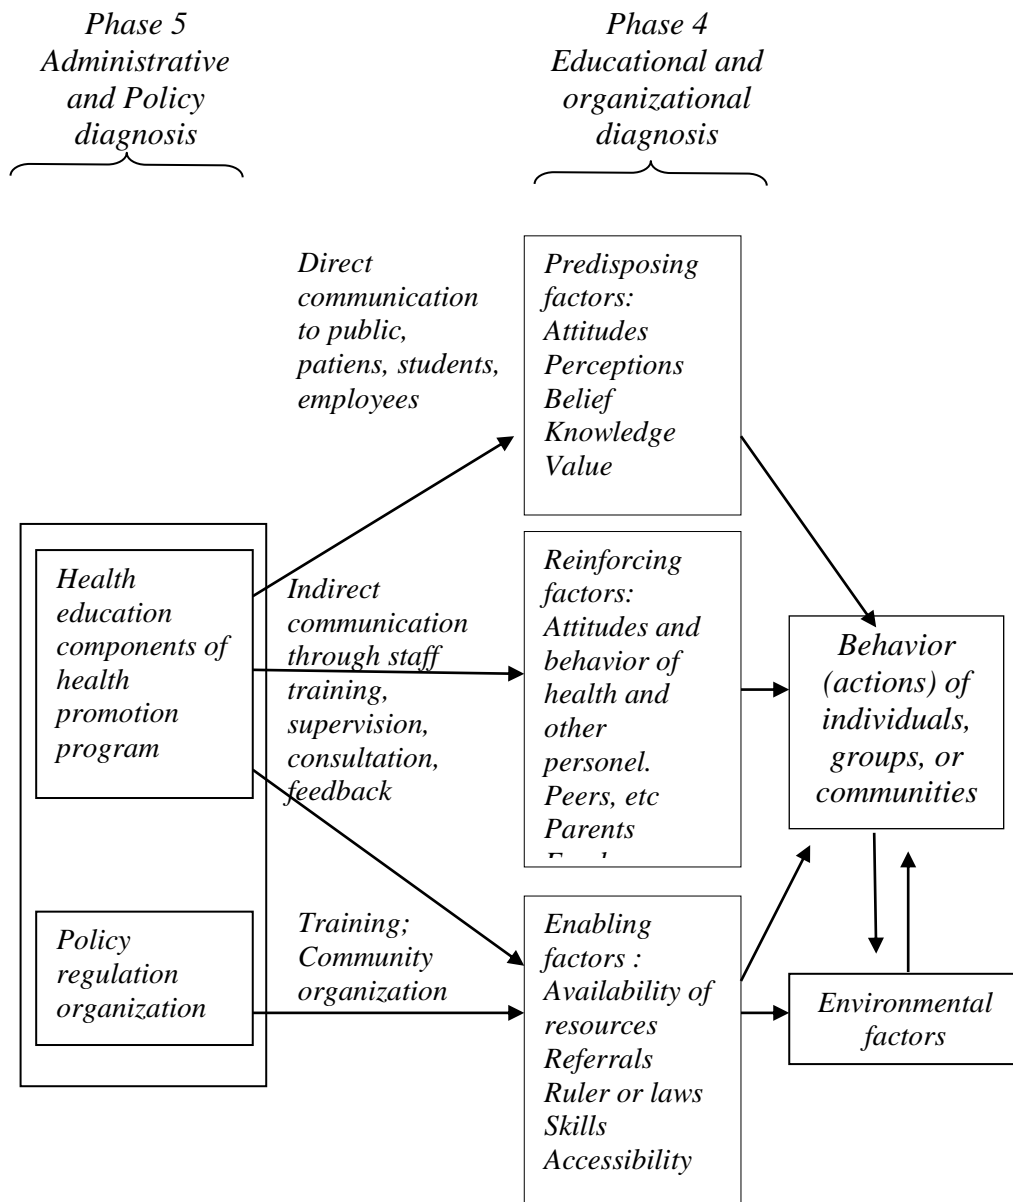 Phase 5
Administrative
and Policy
diagnosis
Phase 4
Educational and
organizational
diagnosis
Direct
communication
to public,
patiens, students,
employees
Predisposing
factors:
Attitudes
Perceptions
Belief
Knowledge
Value
Health
education
components of
health
promotion
program
Indirect
communication
through staff
training,
supervision,
consultation,
feedback
Reinforcing
factors:
Attitudes and
behavior of
health and
other
personel.
Peers, etc
Parents
Behavior
(actions) of
individuals,
groups, or
communities
Policy
regulation
organization
Training;
Community
organization
Enabling
factors :
Availability of
resources
Referrals
Ruler or laws
Skills
Accessibility
Environmental
factors